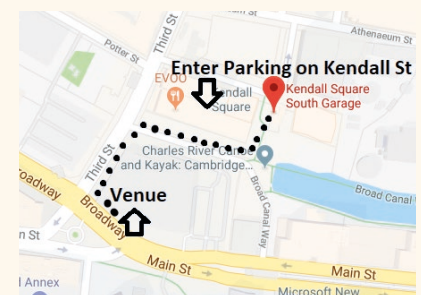 Athenaeum St
Potter St
Third St
Enter Parking on Kendall St
EVOO
Kendall
Square
Kendall Square
South Garage
Charles River Canoe
and Kayak: Cambridge...
Third St
Broad Canal
Broad Canal Way
Broadway
Broadway
Venue
n St
Main St
Main St
l Annex
Microsoft New